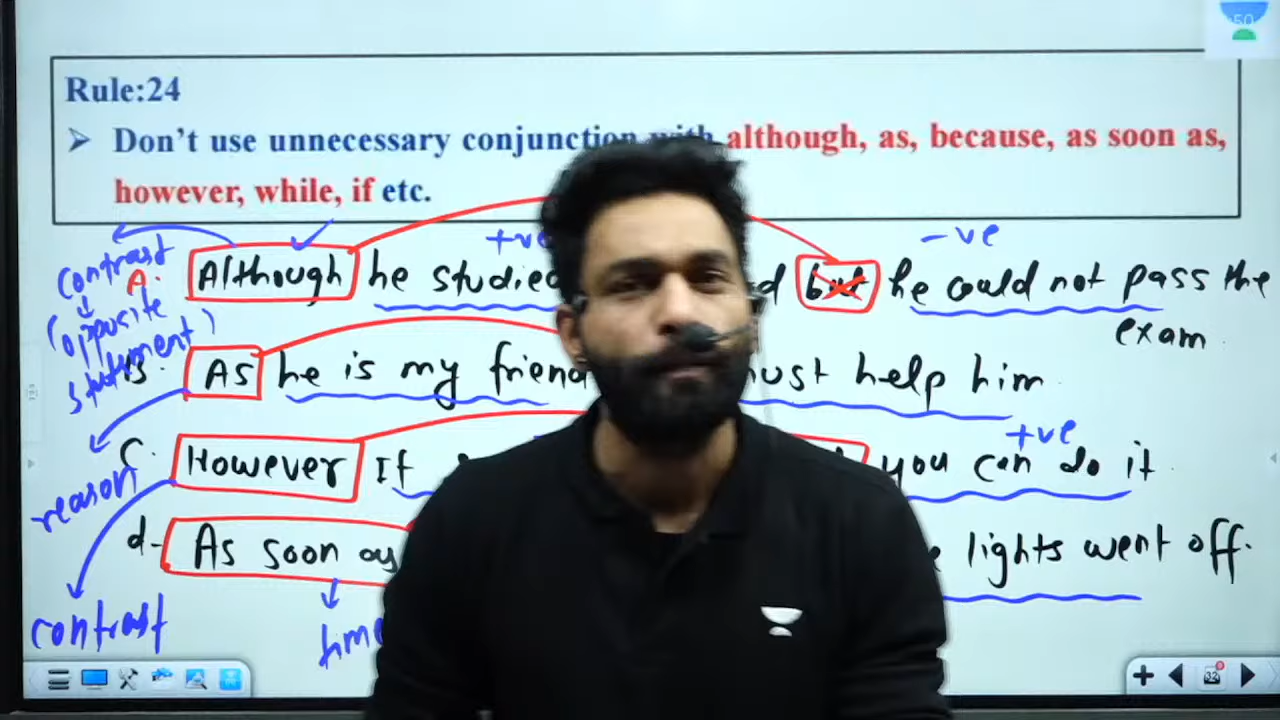 50
Rule:24
➢ Don't use unnecessary conjunction with although, as, because, as soon as,
however, while, if etc.
contrast
(opposite
statement)
+ve
-ve
A. Although he studied but he could not pass the
exam.
B. As he is my friend must help him.
reason
+ve
C. However If you can do it.
contrast
d- As soon as lights went off.
time
32